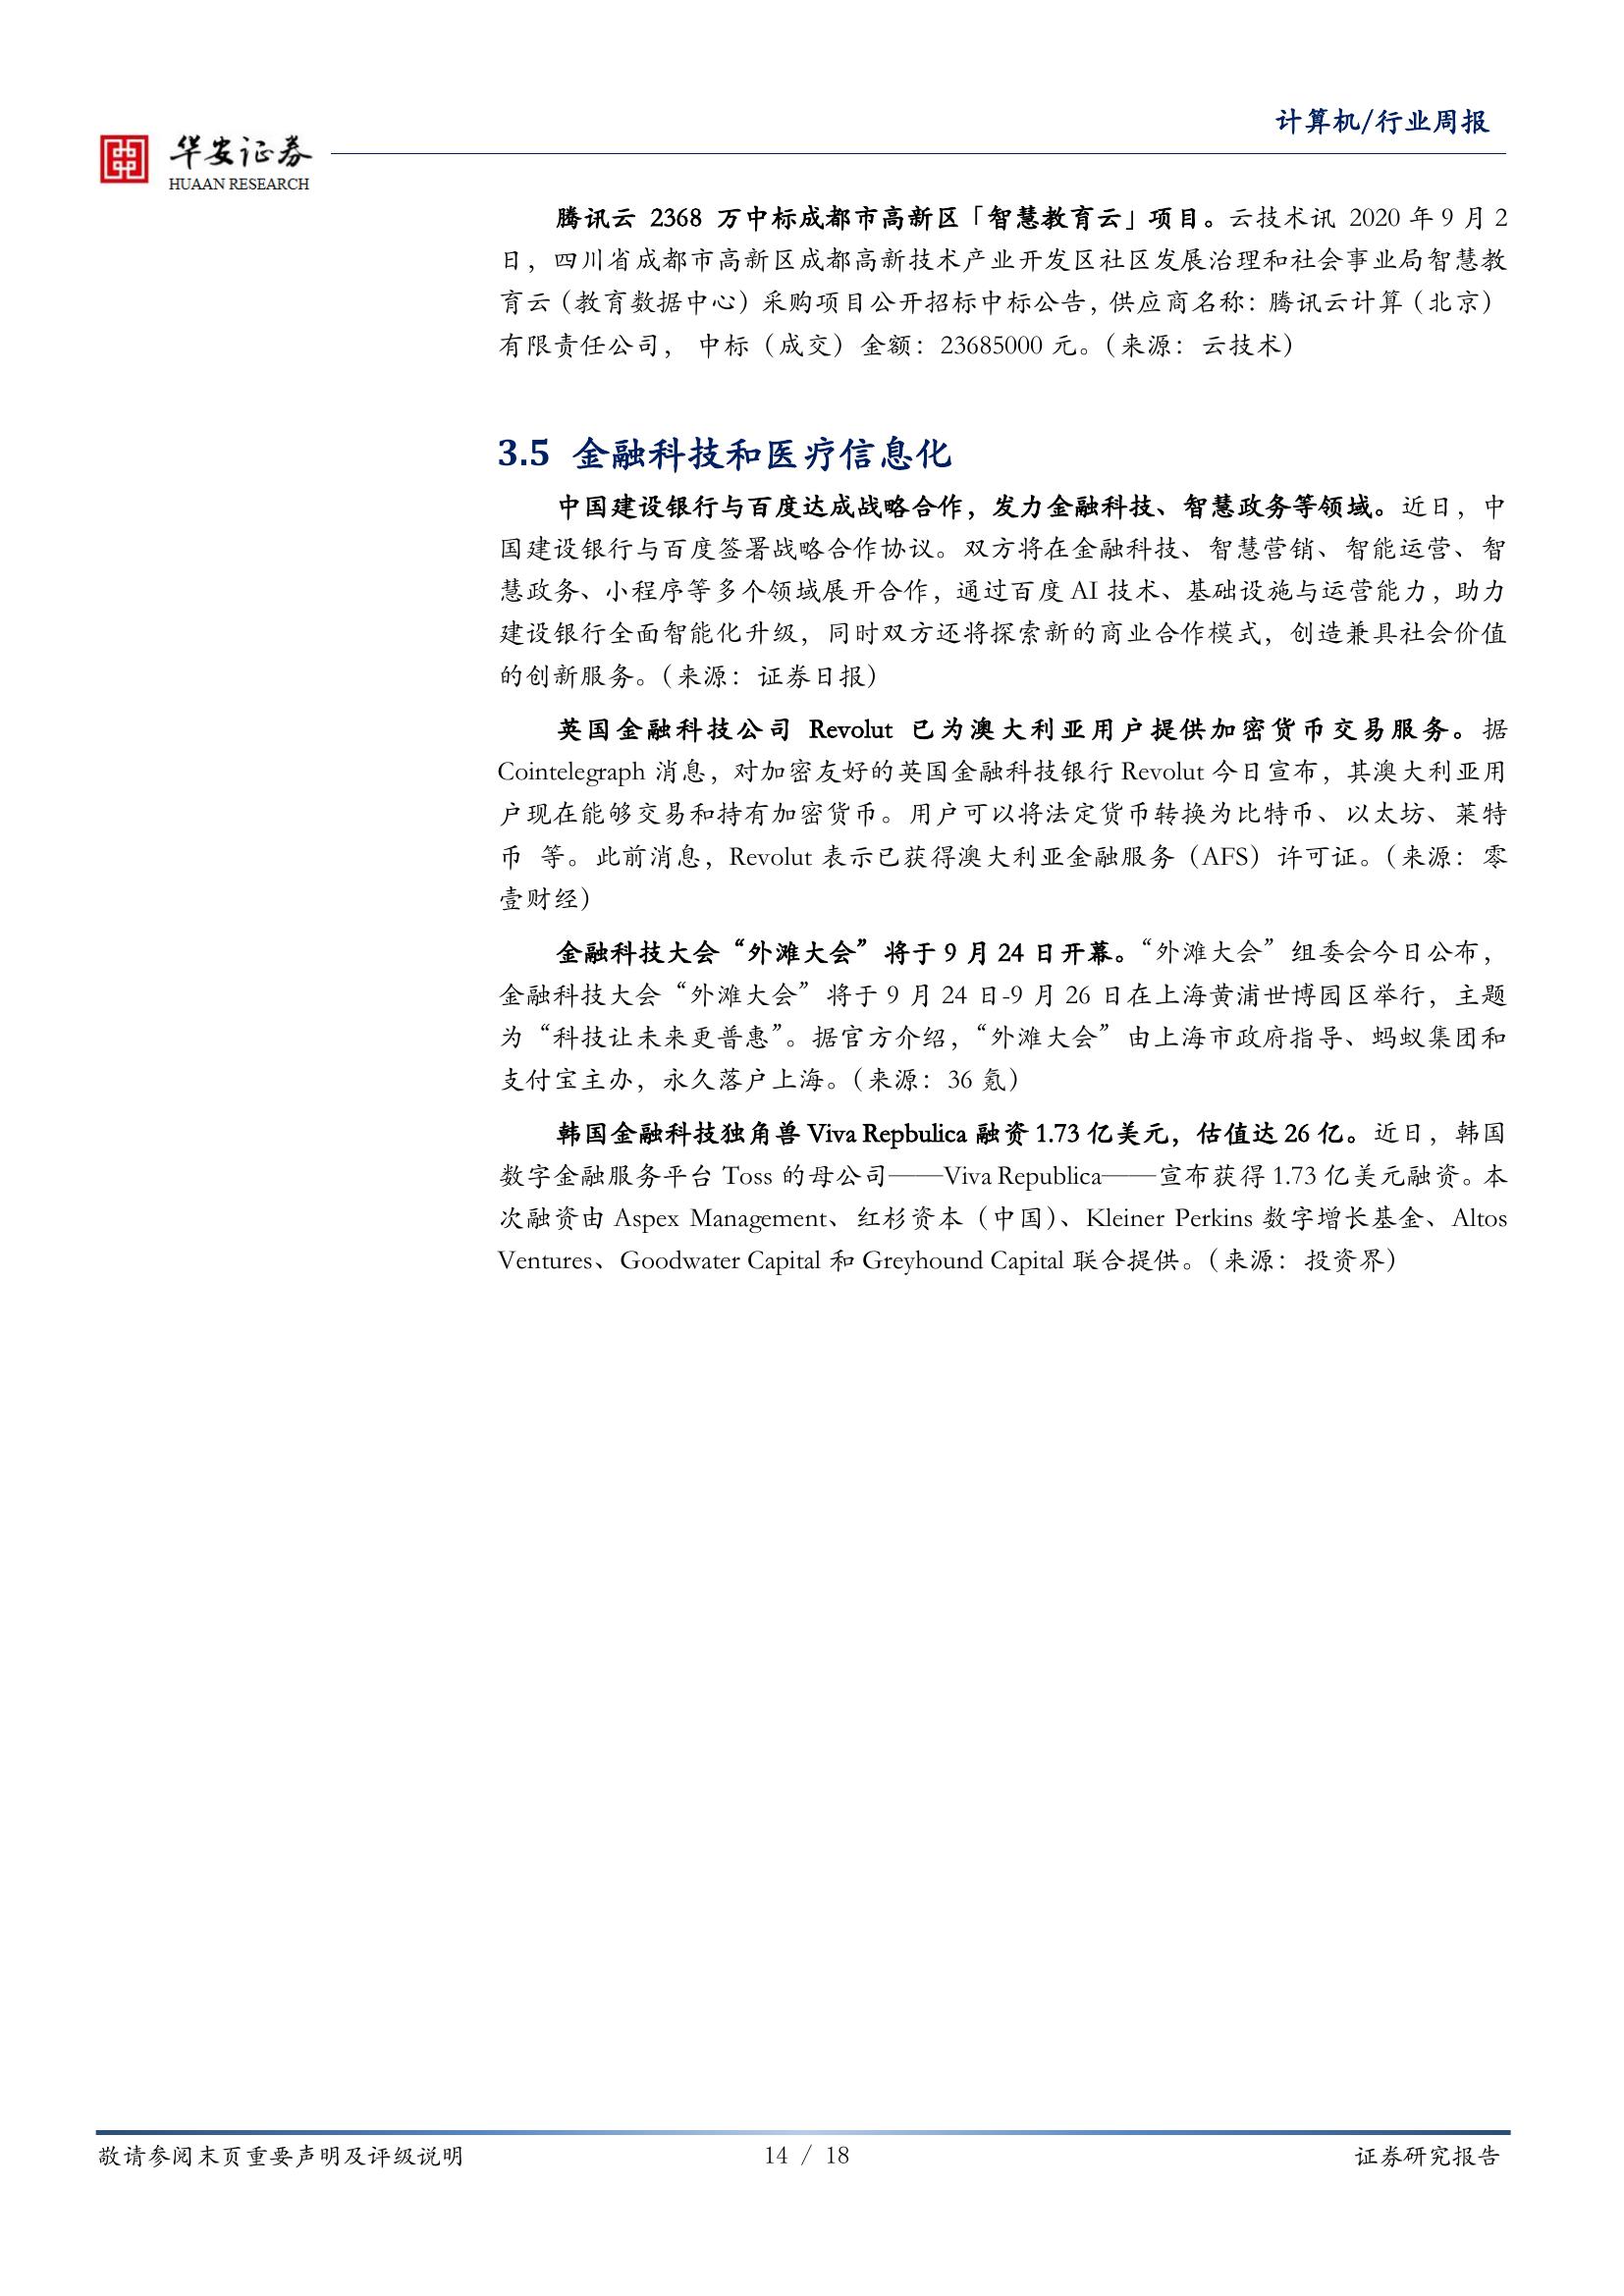 计算机/行业周报
华安证券
HUAAN RESEARCH
腾讯云 2368 万中标成都市高新区「智慧教育云」项目。云技术讯 2020 年 9 月 2
日，四川省成都市高新区成都高新技术产业开发区社区发展治理和社会事业局智慧教
育云（教育数据中心）采购项目公开招标中标公告，供应商名称：腾讯云计算（北京）
有限责任公司， 中标（成交）金额：23685000 元。（来源：云技术）
3.5 金融科技和医疗信息化
中国建设银行与百度达成战略合作，发力金融科技、智慧政务等领域。近日，中
国建设银行与百度签署战略合作协议。双方将在金融科技、智慧营销、智能运营、智
慧政务、小程序等多个领域展开合作，通过百度 AI 技术、基础设施与运营能力，助力
建设银行全面智能化升级，同时双方还将探索新的商业合作模式，创造兼具社会价值
的创新服务。（来源：证券日报）
英国金融科技公司 Revolut 已为澳大利亚用户提供加密货币交易服务。据
Cointelegraph 消息，对加密友好的英国金融科技银行 Revolut 今日宣布，其澳大利亚用
户现在能够交易和持有加密货币。用户可以将法定货币转换为比特币、以太坊、莱特
币 等。此前消息，Revolut 表示已获得澳大利亚金融服务（AFS）许可证。（来源：零
壹财经）
金融科技大会“外滩大会”将于 9 月 24 日开幕。“外滩大会”组委会今日公布，
金融科技大会“外滩大会”将于 9 月 24 日-9 月 26 日在上海黄浦世博园区举行，主题
为“科技让未来更普惠”。据官方介绍，“外滩大会”由上海市政府指导、蚂蚁集团和
支付宝主办，永久落户上海。（来源：36 氪）
韩国金融科技独角兽 Viva Repbulica 融资 1.73 亿美元，估值达 26 亿。近日，韩国
数字金融服务平台 Toss 的母公司——Viva Republica——宣布获得 1.73 亿美元融资。本
次融资由 Aspex Management、红杉资本（中国）、Kleiner Perkins 数字增长基金、Altos
Ventures、Goodwater Capital 和 Greyhound Capital 联合提供。（来源：投资界）
敬请参阅末页重要声明及评级说明
14 / 18
证券研究报告